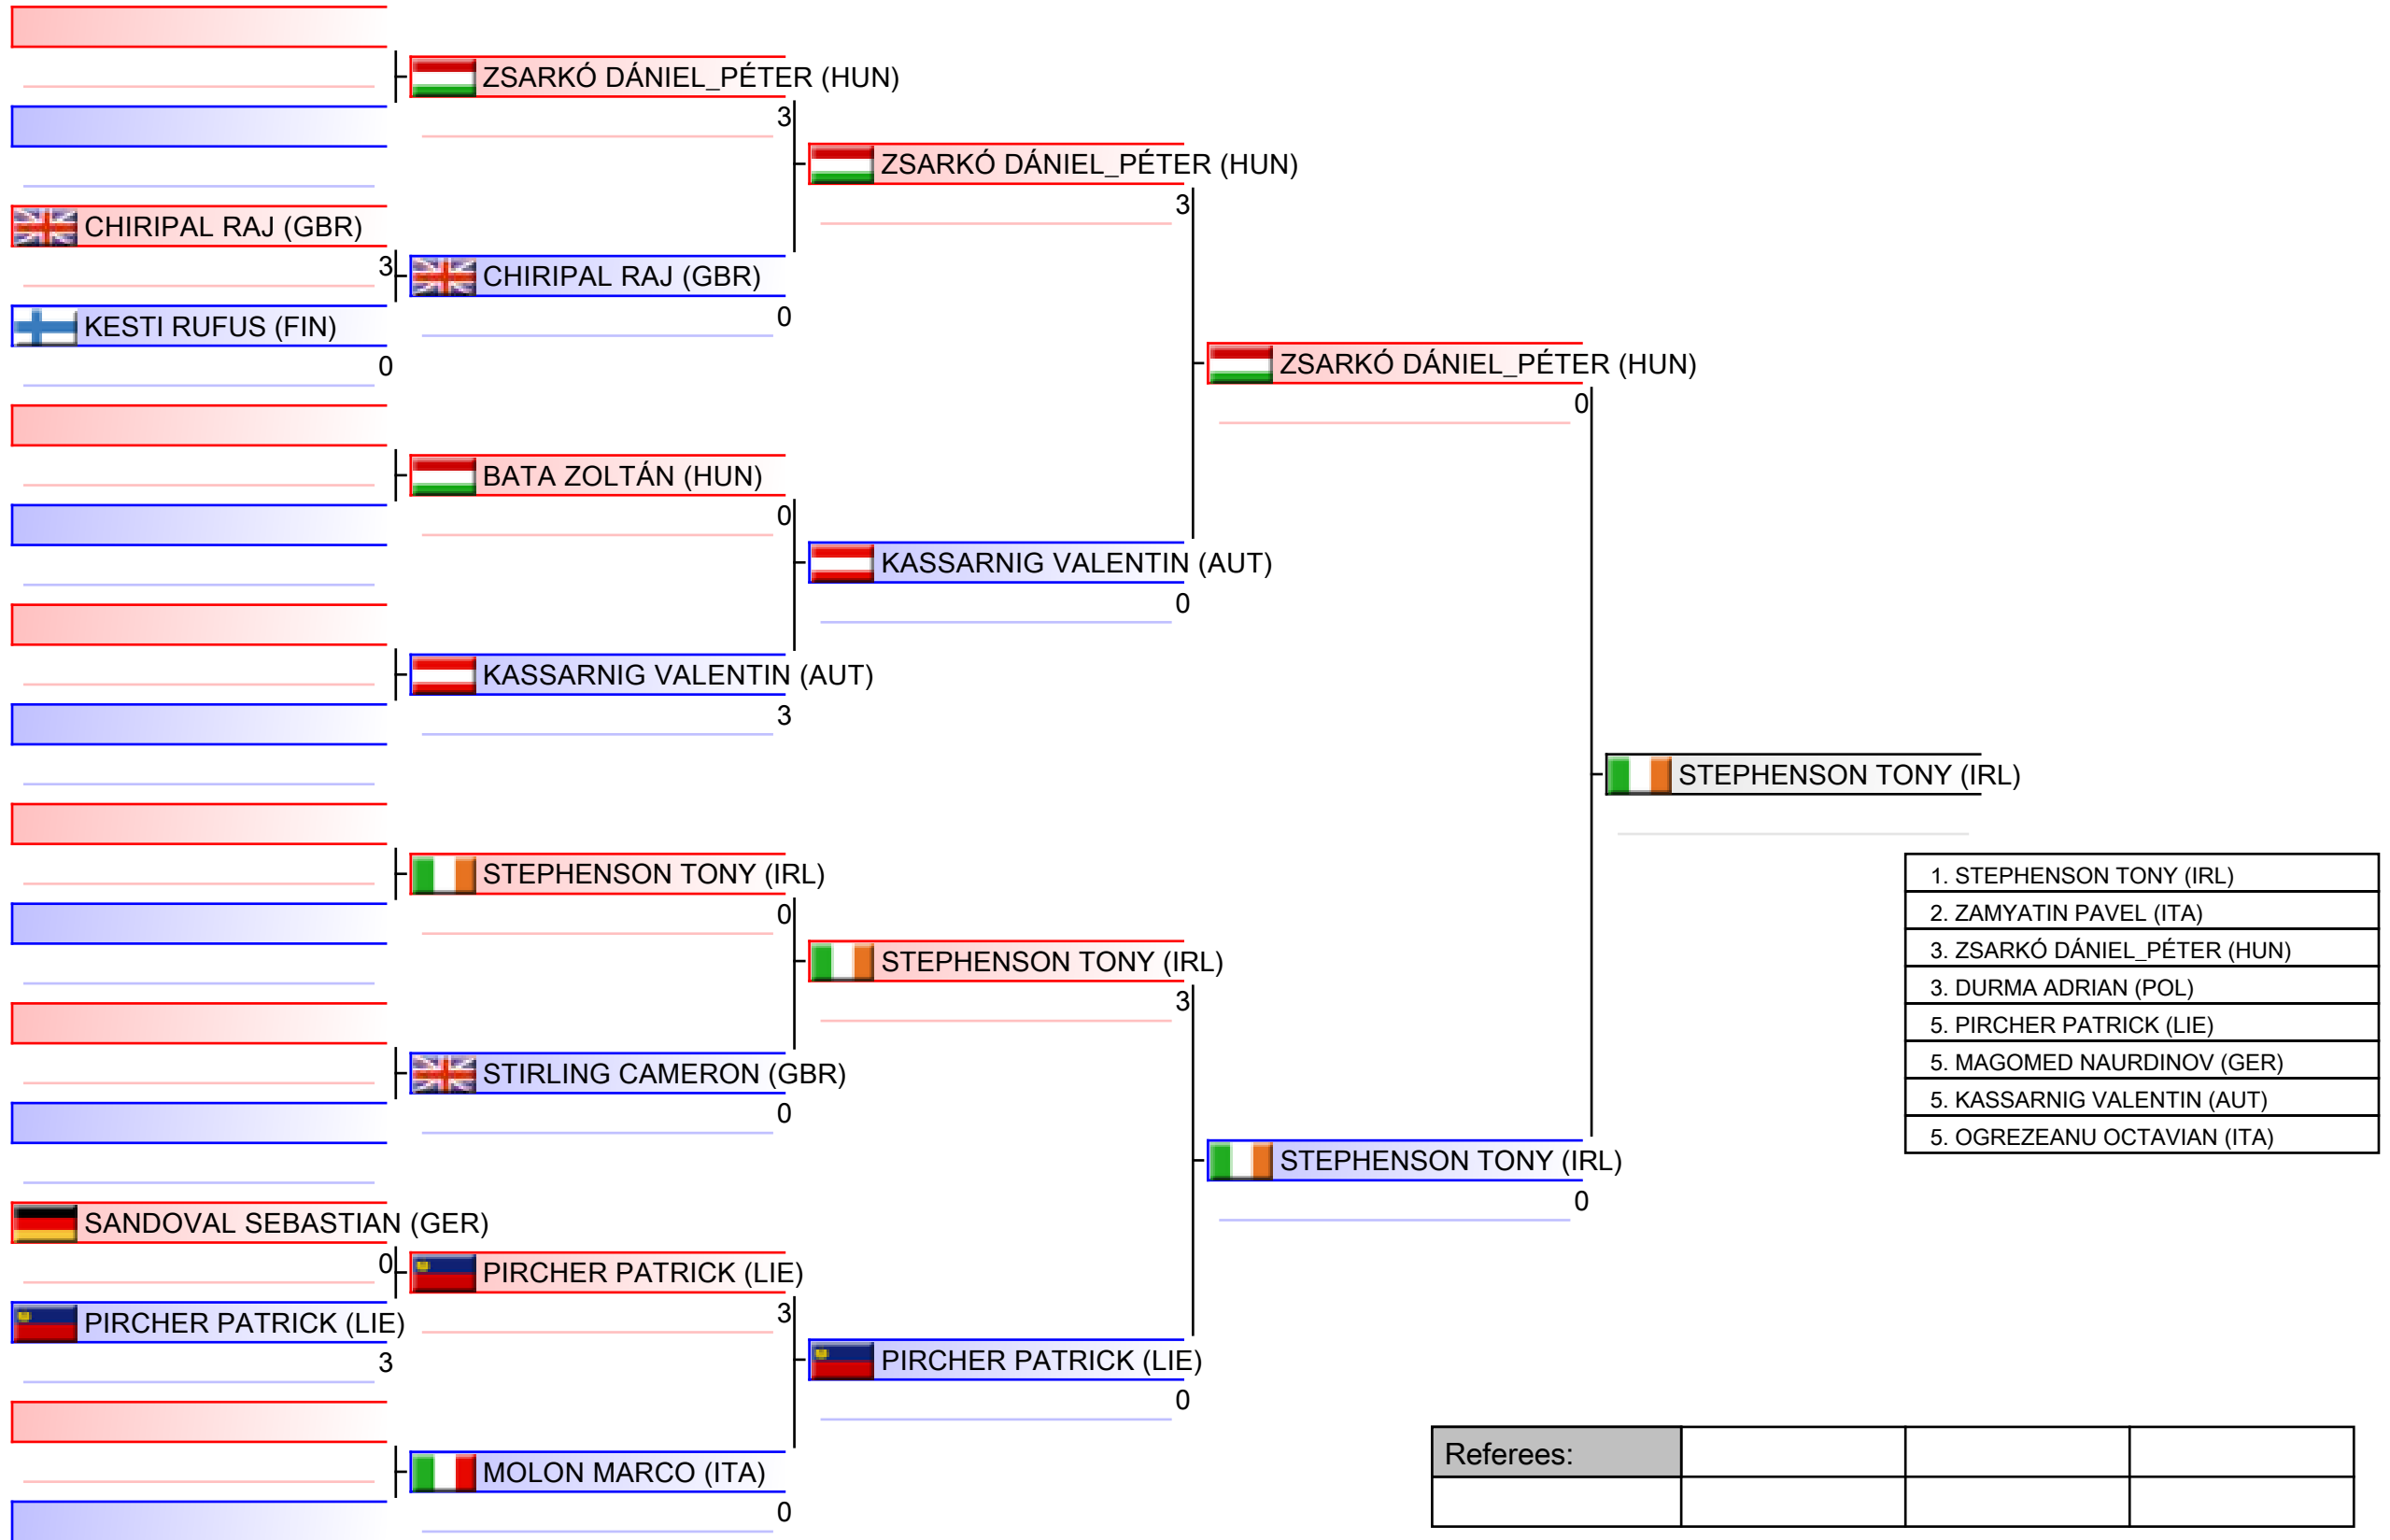 ZSARKÓ DÁNIEL_PÉTER (HUN)
3
ZSARKÓ DÁNIEL_PÉTER (HUN)
3
CHIRIPAL RAJ (GBR)
3
CHIRIPAL RAJ (GBR)
0
KESTI RUFUS (FIN)
0
ZSARKÓ DÁNIEL_PÉTER (HUN)
0
BATA ZOLTÁN (HUN)
0
KASSARNIG VALENTIN (AUT)
0
KASSARNIG VALENTIN (AUT)
3
STEPHENSON TONY (IRL)
STEPHENSON TONY (IRL)
0
STEPHENSON TONY (IRL)
3
STIRLING CAMERON (GBR)
0
STEPHENSON TONY (IRL)
0
1. STEPHENSON TONY (IRL)
2. ZAMYATIN PAVEL (ITA)
3. ZSARKÓ DÁNIEL_PÉTER (HUN)
3. DURMA ADRIAN (POL)
5. PIRCHER PATRICK (LIE)
5. MAGOMED NAURDINOV (GER)
5. KASSARNIG VALENTIN (AUT)
5. OGREZEANU OCTAVIAN (ITA)
SANDOVAL SEBASTIAN (GER)
0
PIRCHER PATRICK (LIE)
3
PIRCHER PATRICK (LIE)
3
PIRCHER PATRICK (LIE)
0
MOLON MARCO (ITA)
0
Referees: